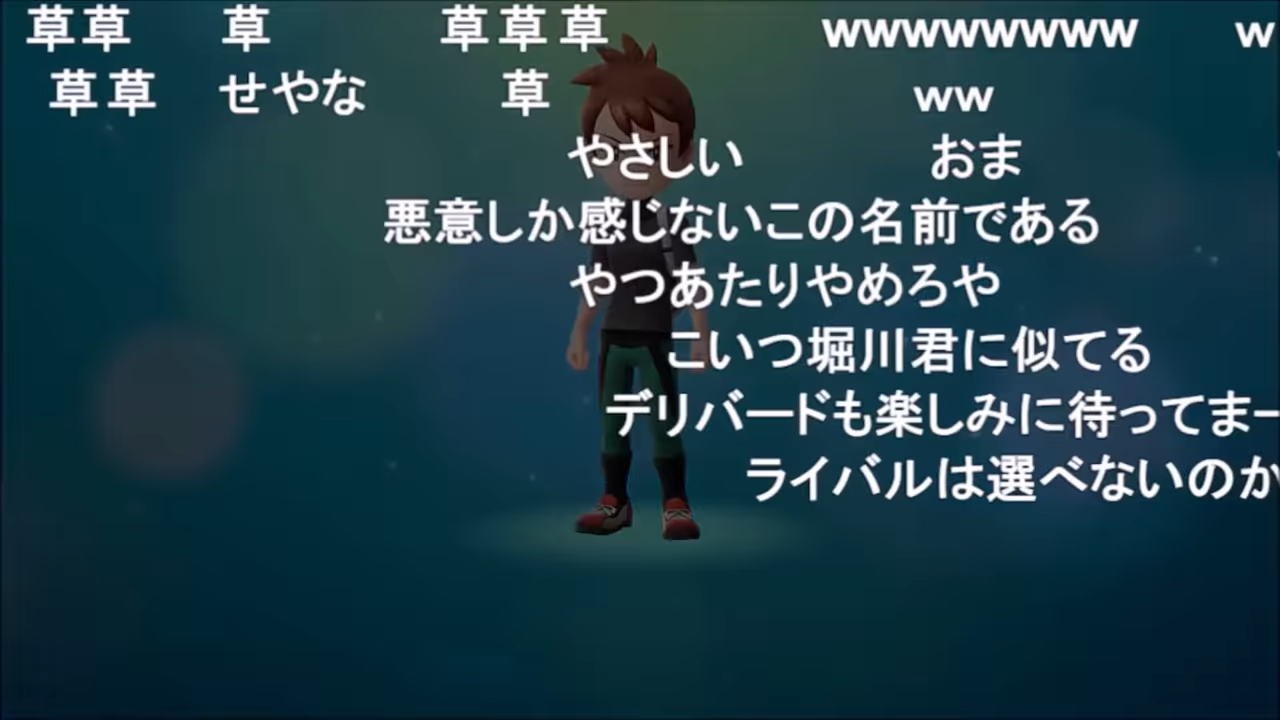 草草 草 草草草 wwwwwwww w
草草 せやな 草 ww
やさしい おま
悪意しか感じないこの名前である
やつあたりやめろや
こいつ堀川君に似てる
デリバードも楽しみに待ってまー
ライバルは選べないのか